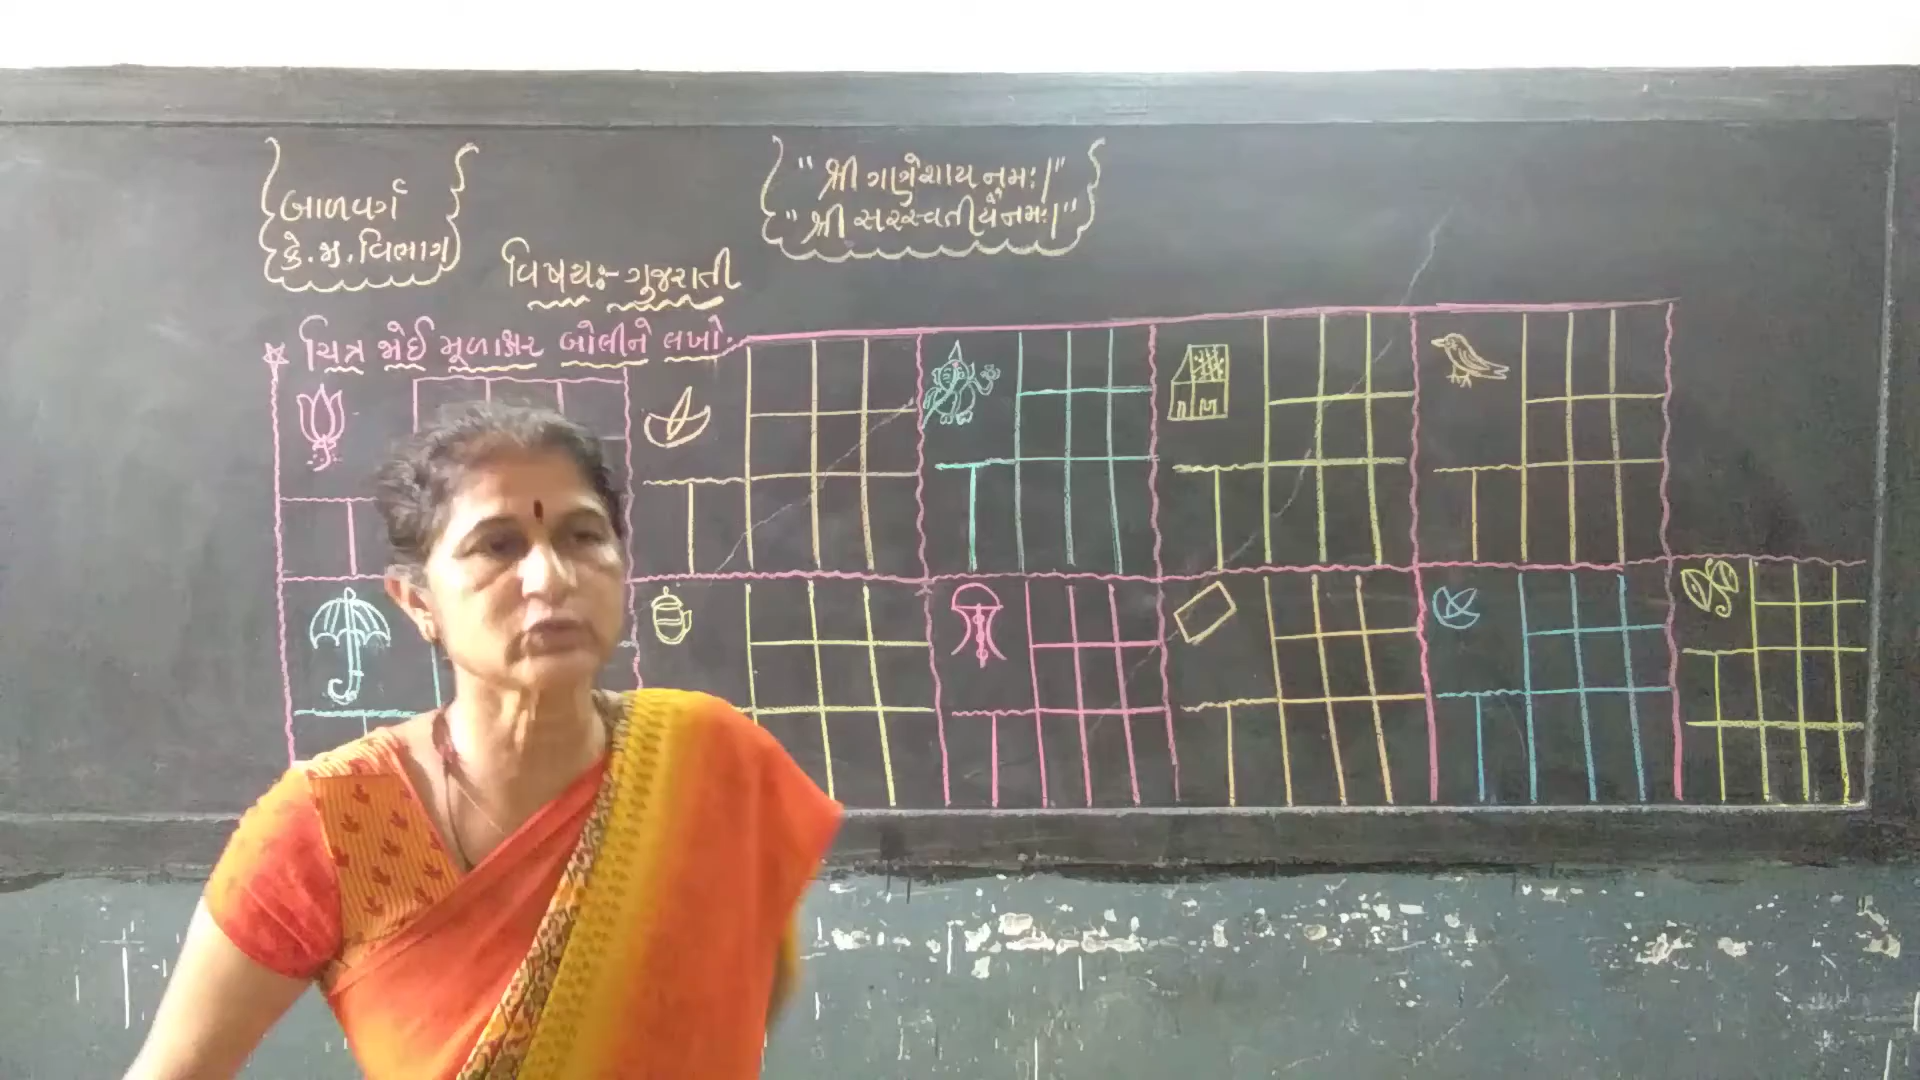 બાળવર્ગ
કે.મુ.વિભાગ
"શ્રી ગણેશાય નમઃ।"
"શ્રી સરસ્વતીયૈ નમઃ।"
વિષયઃ- ગુજરાતી
ચિત્ર જોઈ મૂળાક્ષર બોલીને લખો.